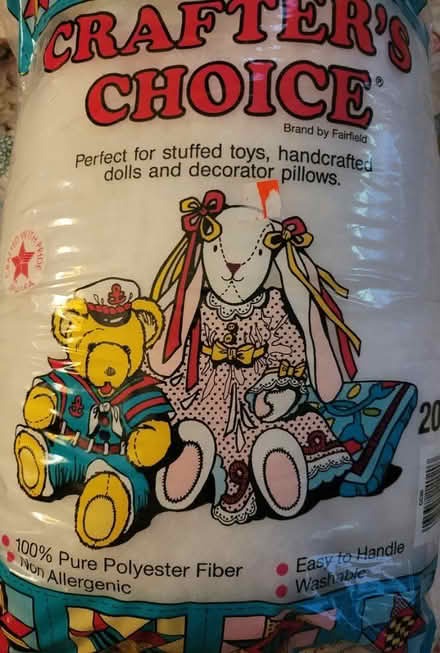 CRAFTER'S
CHOICE®
Brand by Fairfield
Perfect for stuffed toys, handcrafted
dolls and decorator pillows.
20
• 100% Pure Polyester Fiber
• Non Allergenic
• Easy to Handle
• Washable